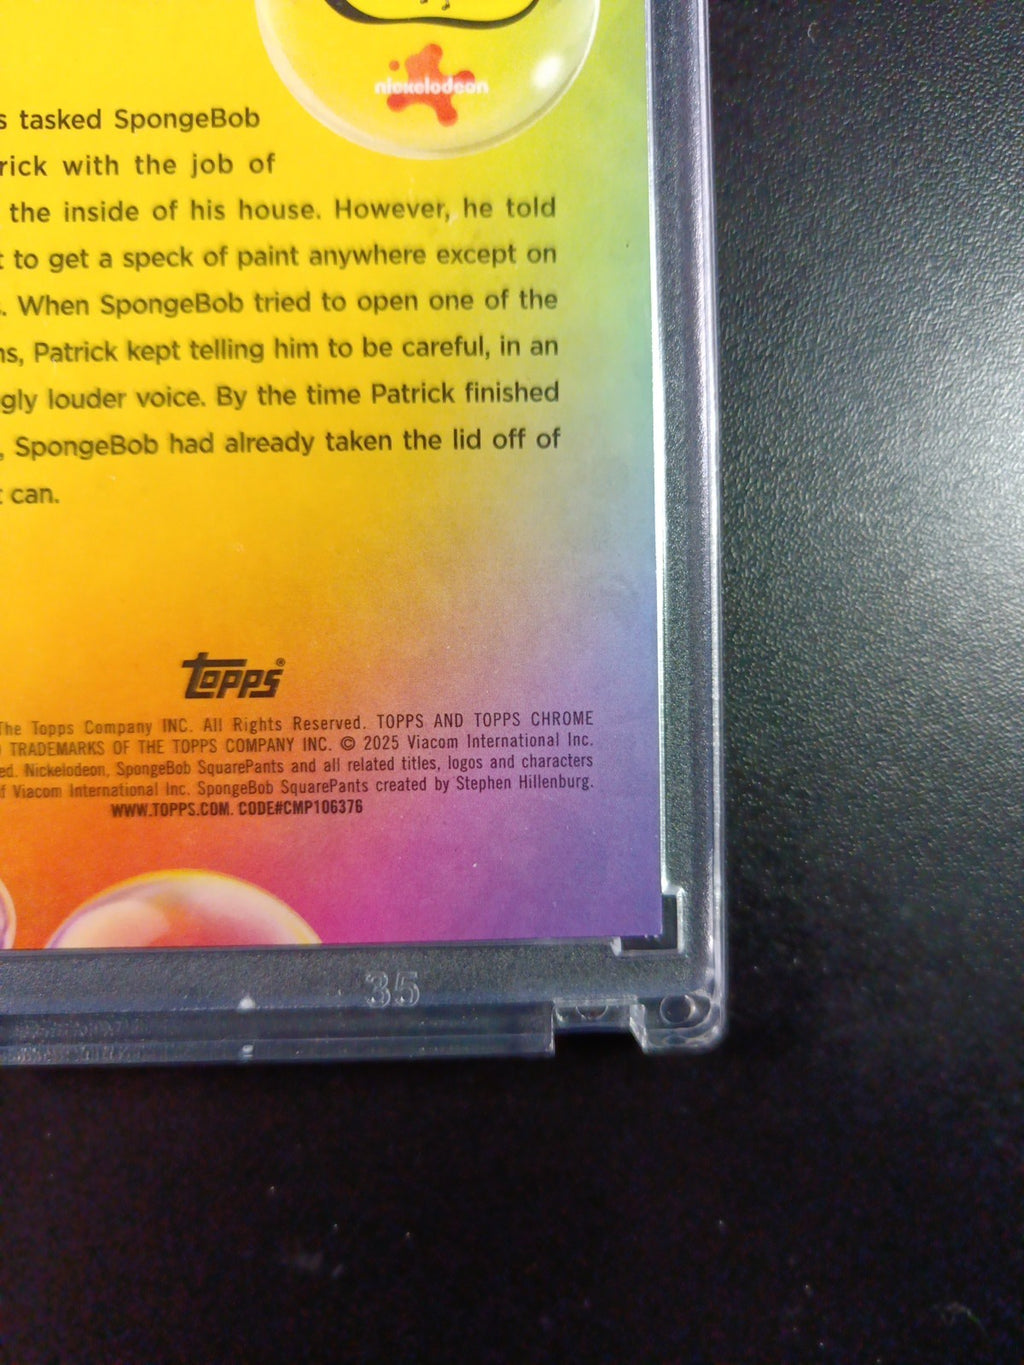 nickelodeon
s tasked SpongeBob
rick with the job of
the inside of his house. However, he told
t to get a speck of paint anywhere except on
s. When SpongeBob tried to open one of the
ns, Patrick kept telling him to be careful, in an
gly louder voice. By the time Patrick finished
, SpongeBob had already taken the lid off of
t can.
TOPPS®
The Topps Company INC. All Rights Reserved. TOPPS AND TOPPS CHROME
D TRADEMARKS OF THE TOPPS COMPANY INC. © 2025 Viacom International Inc.
ed. Nickelodeon, SpongeBob SquarePants and all related titles, logos and characters
f Viacom International Inc. SpongeBob SquarePants created by Stephen Hillenburg.
WWW.TOPPS.COM. CODE#CMP106376
35